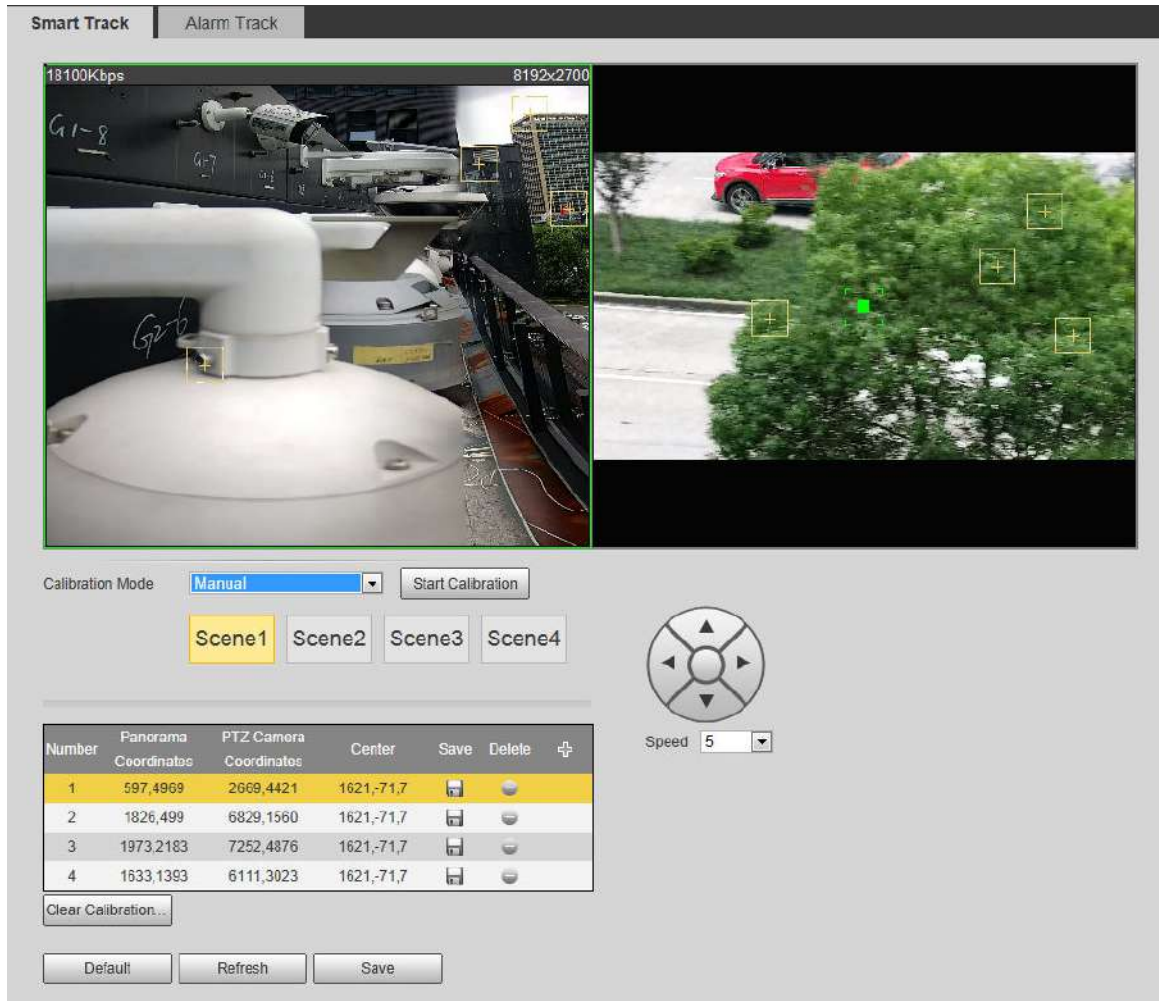 Smart Track Alarm Track
18100Kbps 8192x2700
G1-8
G-7
G2-6
Calibration Mode Manual Start Calibration
Scene1 Scene2 Scene3 Scene4
Number Panorama Coordinates PTZ Camera Coordinates Center Save Delete
1 597,4969 2669,4421 1621,-71,7
2 1826,499 6829,1560 1621,-71,7
3 1973,2183 7252,4876 1621,-71,7
4 1633,1393 6111,3023 1621,-71,7
Speed 5
Clear Calibration...
Default Refresh Save